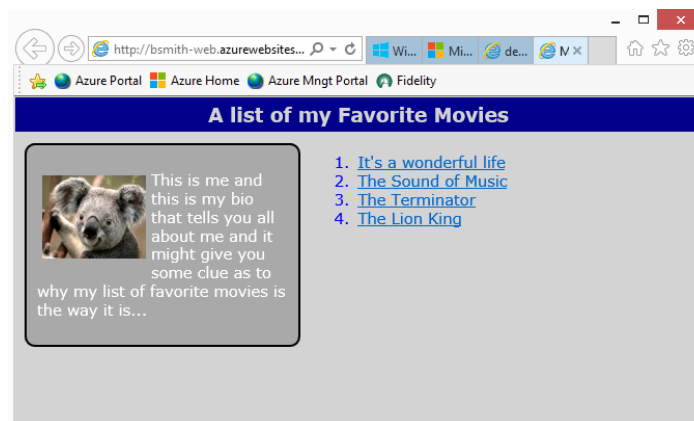 http://bsmith-web.azurewebsites...
Wi...
Mi...
de...
M
Azure Portal
Azure Home
Azure Mngt Portal
Fidelity
A list of my Favorite Movies
This is me and
this is my bio
that tells you all
about me and it
might give you
some clue as to
why my list of favorite movies is
the way it is...
1. It's a wonderful life
2. The Sound of Music
3. The Terminator
4. The Lion King